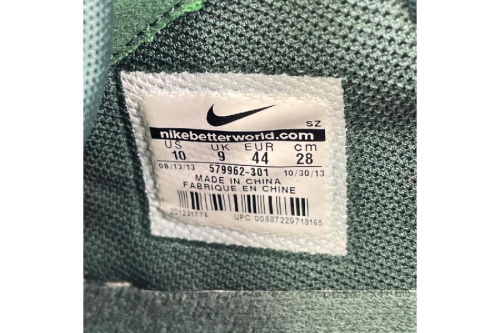 SZ
nikebetterworld.com
US UK EUR cm
10 9 44 28
08/13/13 579962-301 10/30/13
MADE IN CHINA
FABRIQUE EN CHINE
UPC 00887229718165